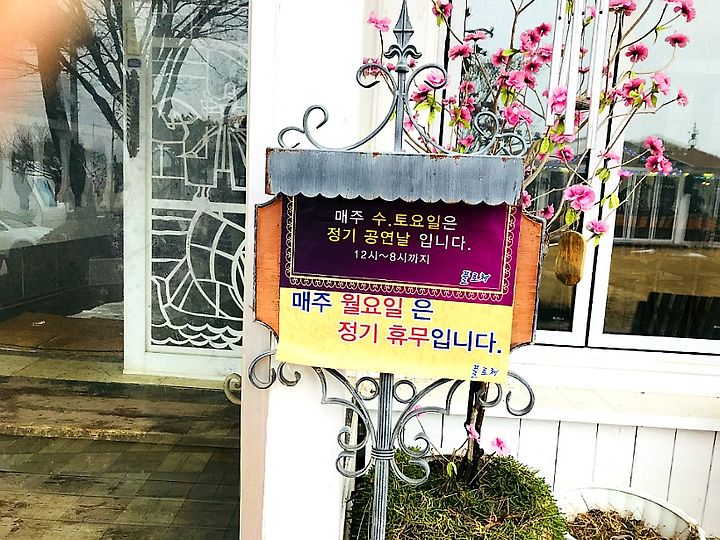 매주 수.토요일은
정기 공연날 입니다.
12시~8시까지
매주 월요일 은
정기 휴무입니다.